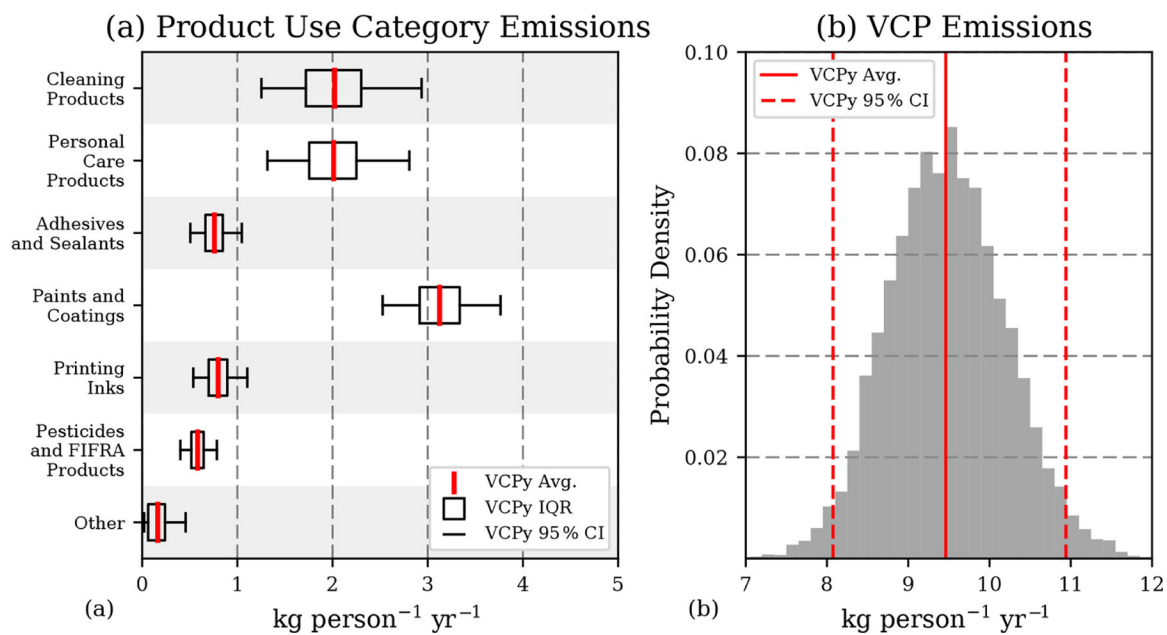 (a) Product Use Category Emissions
Cleaning
Products
Personal
Care
Products
Adhesives
and Sealants
Paints and
Coatings
Printing
Inks
Pesticides
and FIFRA
Products
Other
VCPy Avg.
VCPy IQR
VCPy 95% CI
0 1 2 3 4 5
(a)
kg person⁻¹ yr⁻¹
(b) VCP Emissions
VCPy Avg.
VCPy 95% CI
Probability Density
0.10
0.08
0.06
0.04
0.02
7 8 9 10 11 12
(b)
kg person⁻¹ yr⁻¹